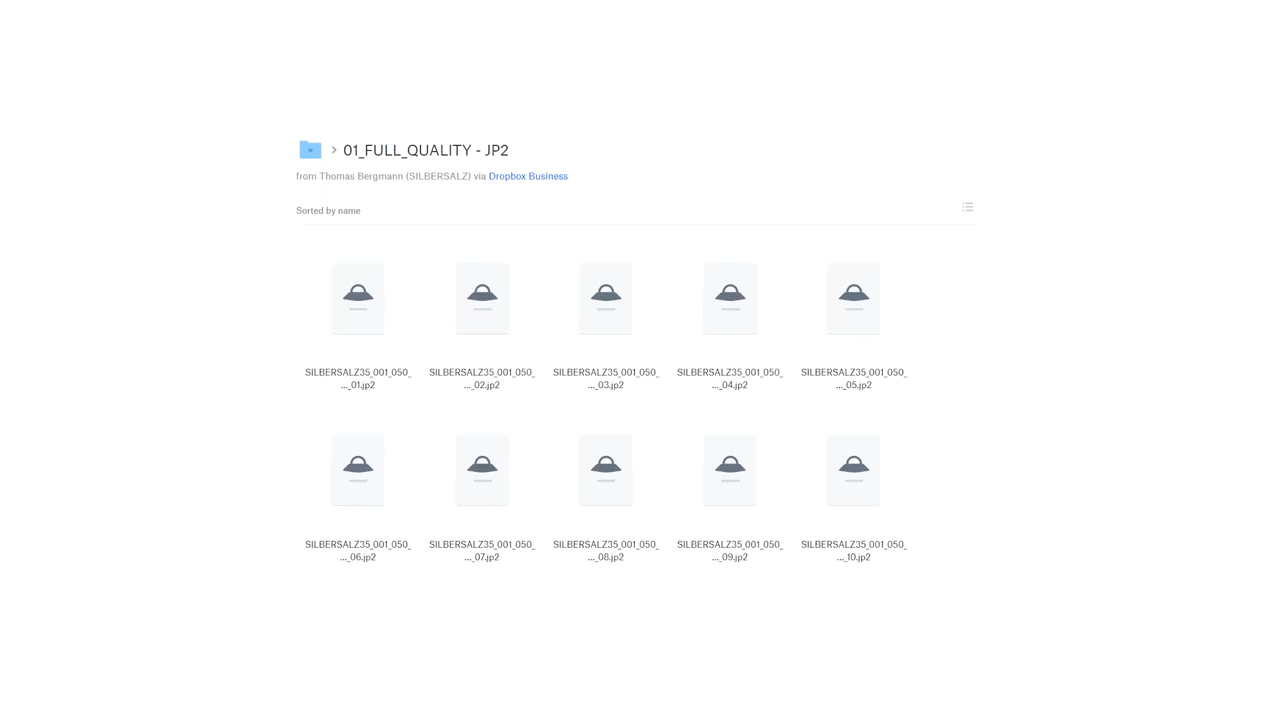 01_FULL_QUALITY - JP2
from Thomas Bergmann (SILBERSALZ) via Dropbox Business
Sorted by name
SILBERSALZ35_001_050_
..._01.jp2
SILBERSALZ35_001_050_
..._02.jp2
SILBERSALZ35_001_050_
..._03.jp2
SILBERSALZ35_001_050_
..._04.jp2
SILBERSALZ35_001_050_
..._05.jp2
SILBERSALZ35_001_050_
..._06.jp2
SILBERSALZ35_001_050_
..._07.jp2
SILBERSALZ35_001_050_
..._08.jp2
SILBERSALZ35_001_050_
..._09.jp2
SILBERSALZ35_001_050_
..._10.jp2